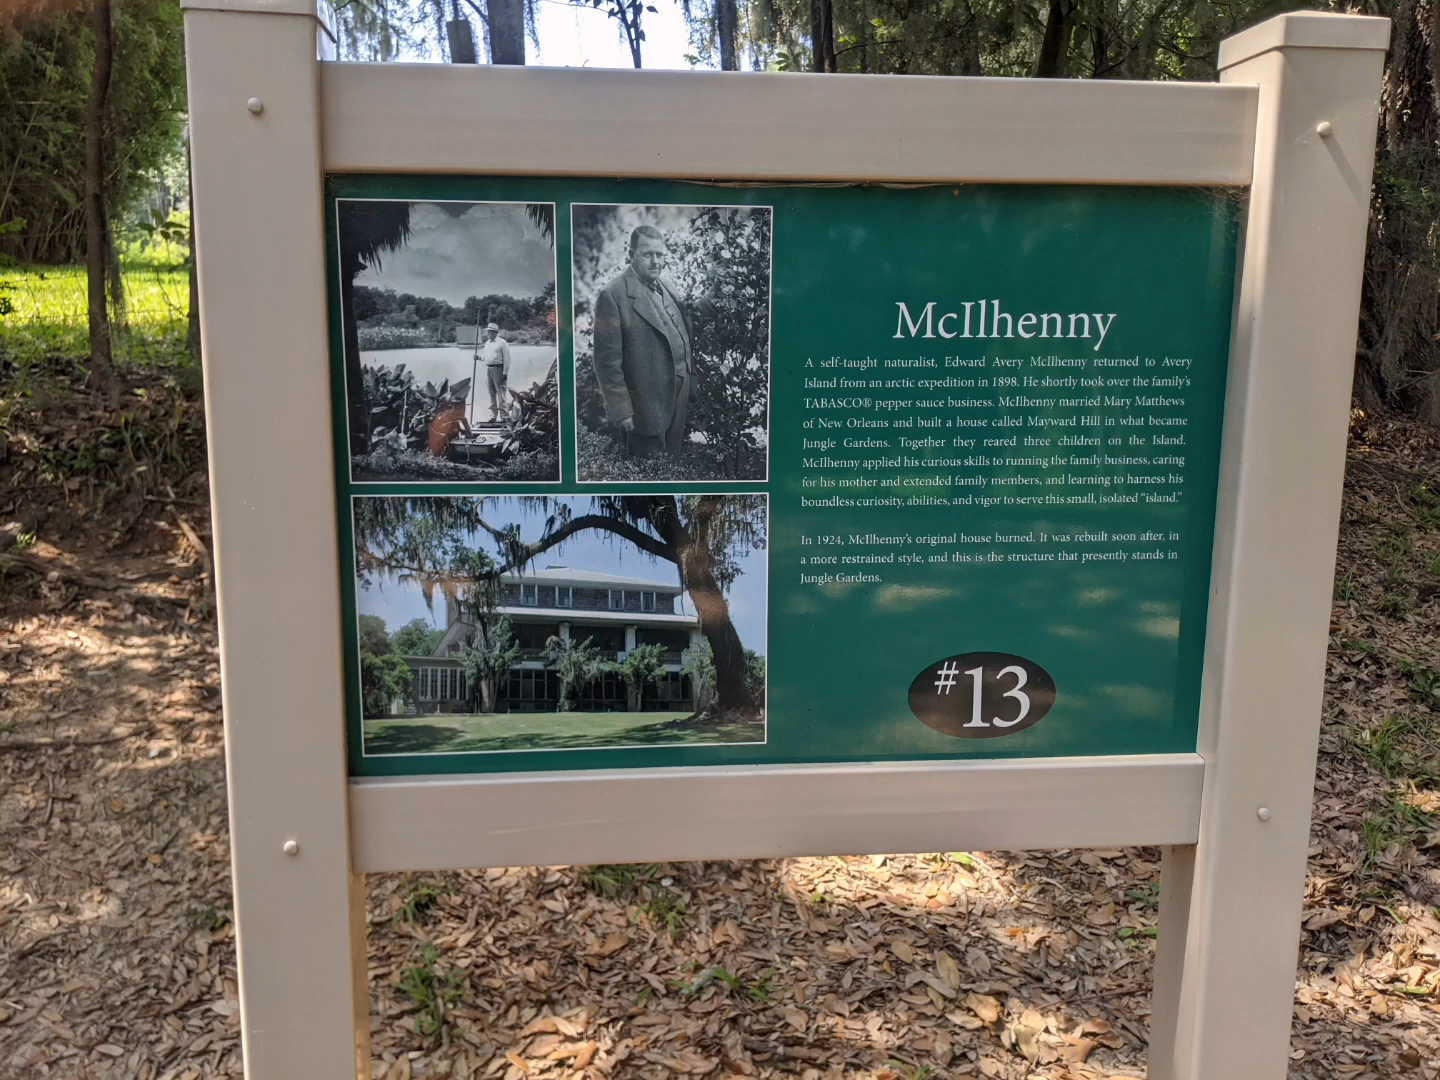 McIlhenny
A self-taught naturalist, Edward Avery McIlhenny returned to Avery
Island from an arctic expedition in 1898. He shortly took over the family's
TABASCO® pepper sauce business. McIlhenny married Mary Matthews
of New Orleans and built a house called Mayward Hill in what became
Jungle Gardens. Together they reared three children on the Island.
McIlhenny applied his curious skills to running the family business, caring
for his mother and extended family members, and learning to harness his
boundless curiosity, abilities, and vigor to serve this small, isolated "island."
In 1924, McIlhenny's original house burned. It was rebuilt soon after, in
a more restrained style, and this is the structure that presently stands in
Jungle Gardens.
#13